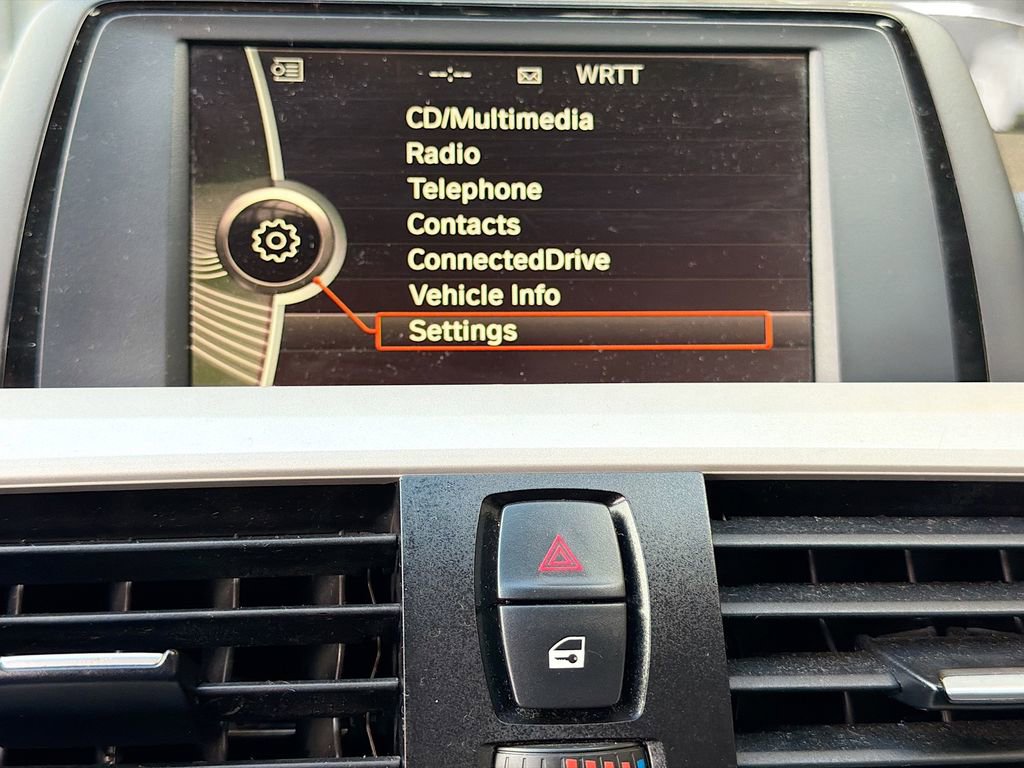 --:-- WRTT
CD/Multimedia
Radio
Telephone
Contacts
ConnectedDrive
Vehicle Info
Settings